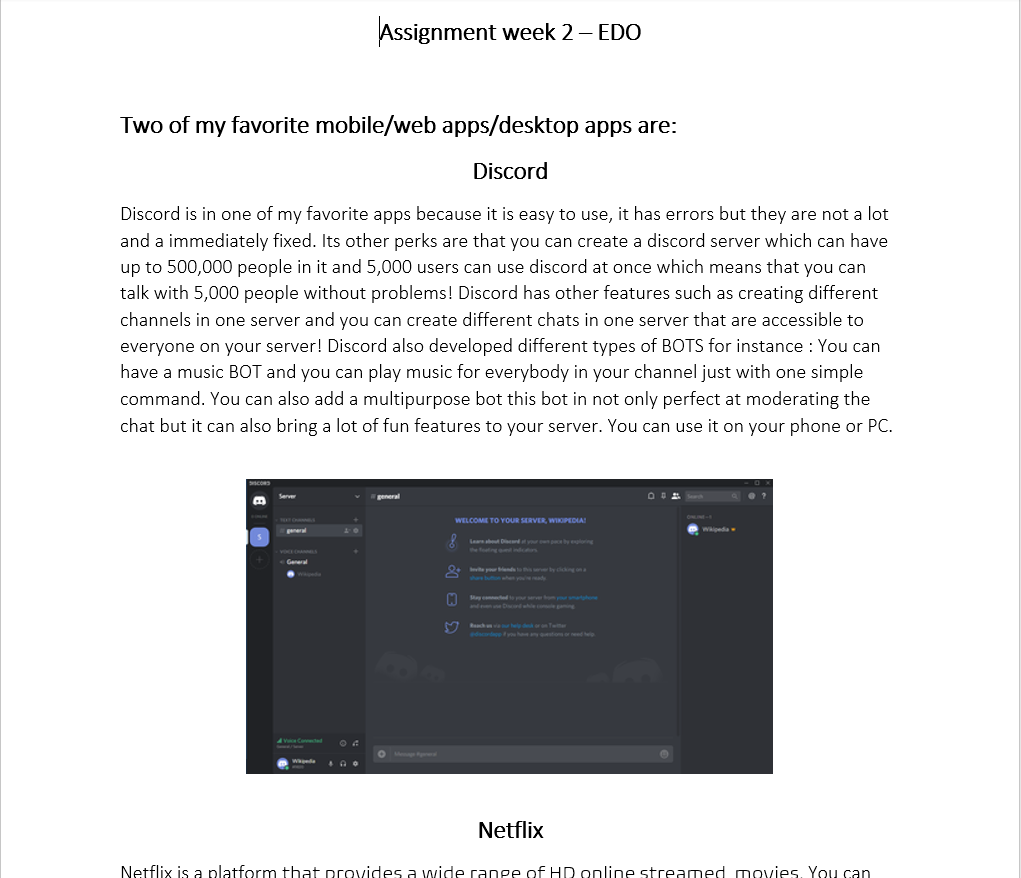 Assignment week 2 – EDO
Two of my favorite mobile/web apps/desktop apps are:
Discord
Discord is in one of my favorite apps because it is easy to use, it has errors but they are not a lot
and a immediately fixed. Its other perks are that you can create a discord server which can have
up to 500,000 people in it and 5,000 users can use discord at once which means that you can
talk with 5,000 people without problems! Discord has other features such as creating different
channels in one server and you can create different chats in one server that are accessible to
everyone on your server! Discord also developed different types of BOTS for instance : You can
have a music BOT and you can play music for everybody in your channel just with one simple
command. You can also add a multipurpose bot this bot in not only perfect at moderating the
chat but it can also bring a lot of fun features to your server. You can use it on your phone or PC.
DISCORD
Server
# general
Search
?
TEXT CHANNELS
general
VOICE CHANNELS
General
Wikipedia
S
WELCOME TO YOUR SERVER, WIKIPEDIA!
Learn about Discord at your own pace by exploring
the floating quest indicators.
Invite your friends to this server by clicking on a
share button when you're ready.
Stay connected to your server from your smartphone
and even use Discord while console gaming.
Reach us via our help desk or on Twitter
@discordapp if you have any questions or need help.
Wikipedia
Voice Connected
General / Server
Wikipedia
Message #general
Netflix
Netflix is a platform that provides a wide range of HD online streamed movies. You can